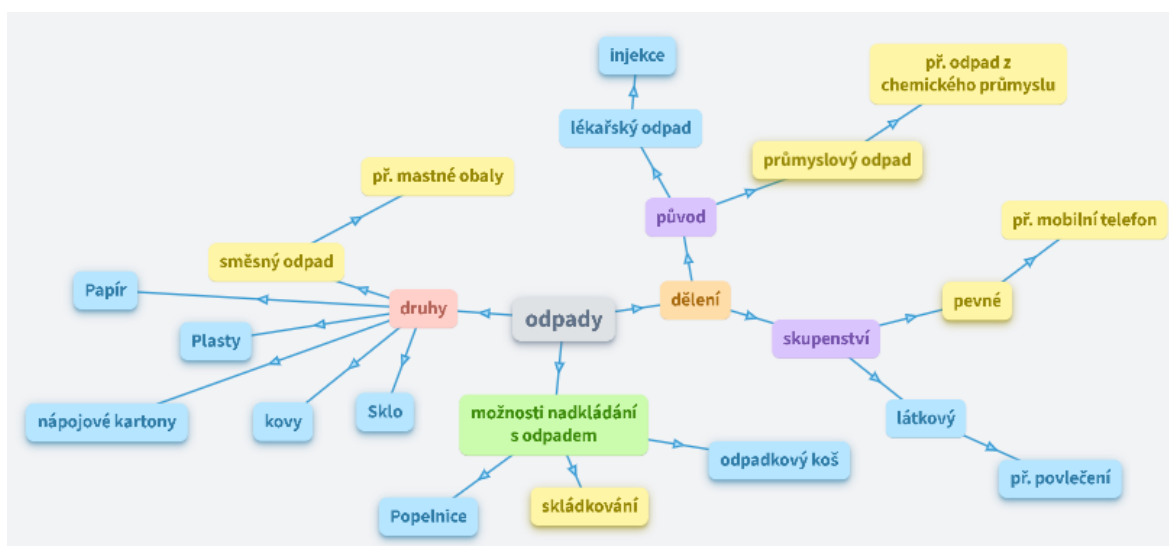 injekce
př. odpad z
chemického průmyslu
lékařský odpad
průmyslový odpad
př. mastné obaly
původ
př. mobilní telefon
směsný odpad
Papír
druhy
odpady
dělení
pevné
Plasty
skupenství
nápojové kartony
kovy
Sklo
možnosti nadkládání
s odpadem
látkový
odpadkový koš
př. povlečení
Popelnice
skládkování